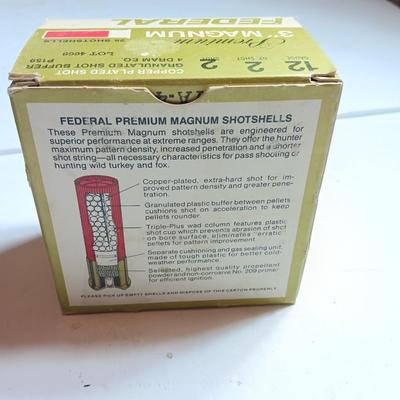 FEDERAL
Premium
3" MAGNUM
25 SHOTSHELLS
LOT 4669
P159
COPPER PLATED SHOT
GRANULATED SHOT BUFFER
4 DRAM EQ.
12 2 2
GAUGE OZ. SHOT SHOT
FEDERAL PREMIUM MAGNUM SHOTSHELLS
These Premium Magnum shotshells are engineered for
superior performance at extreme ranges. They offer the hunter
maximum pattern density, increased penetration and a shorter
shot string—all necessary characteristics for pass shooting or
hunting wild turkey and fox.
Copper-plated, extra-hard shot for im-
proved pattern density and greater pene-
tration.
Granulated plastic buffer between pellets
cushions shot on acceleration to keep
pellets rounder.
Triple-Plus wad column features plastic
shot cup which prevents abrasion of shot
on bore surface, eliminates "erratic"
pellets for pattern improvement.
Separate cushioning and gas sealing unit,
made of tough plastic for better cold-
weather performance.
Selected, highest quality propellant
powder and non-corrosive No. 209 primer
for efficient ignition.
PLEASE PICK UP EMPTY SHELLS AND DISPOSE OF THIS CARTON PROPERLY.